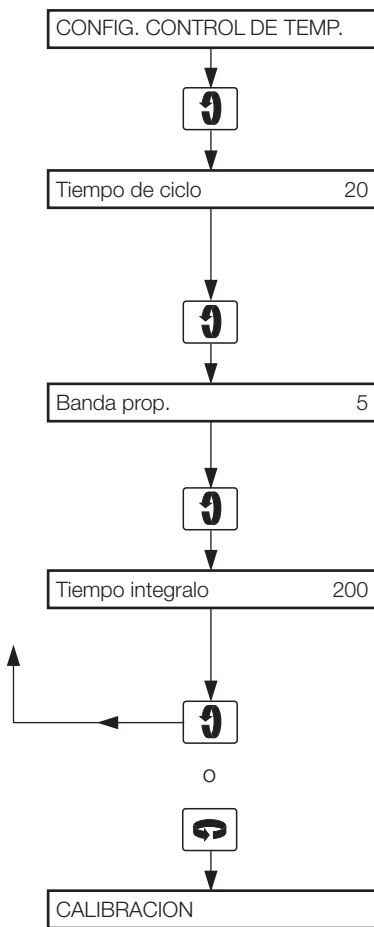 CONFIG. CONTROL DE TEMP.
Tiempo de ciclo 20
Banda prop. 5
Tiempo integralo 200
o
CALIBRACION